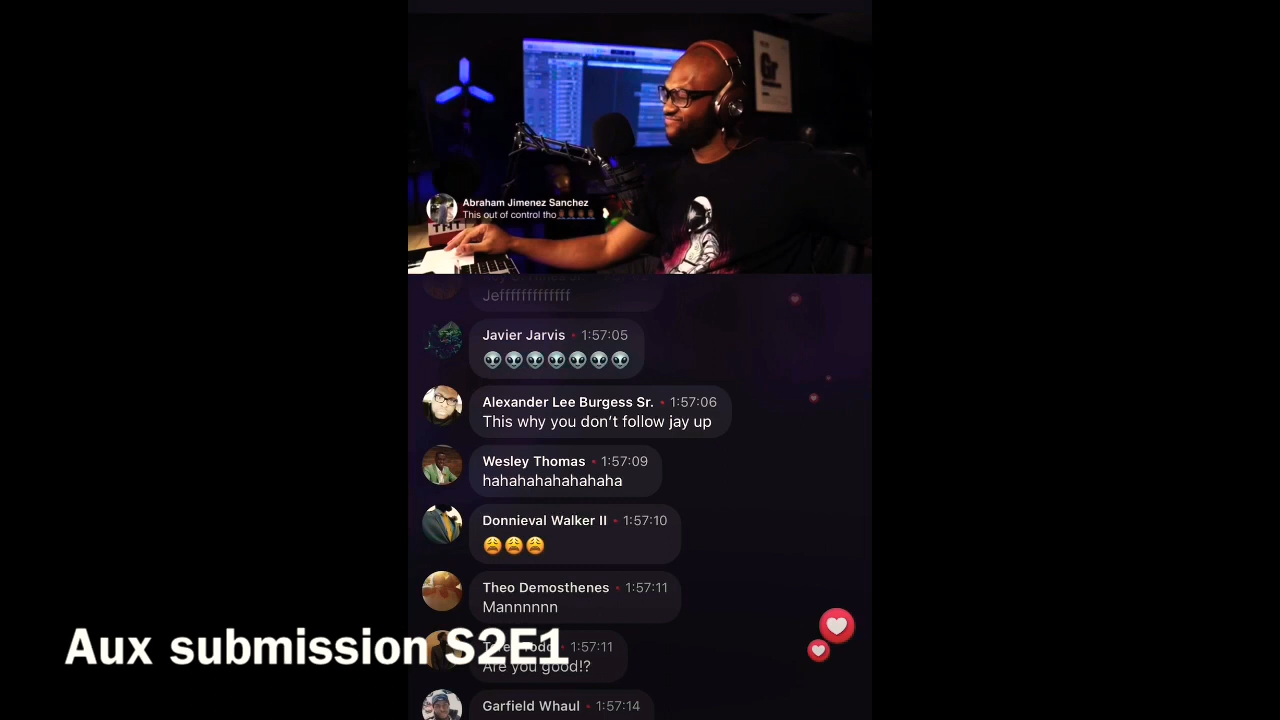 Gr
Abraham Jimenez Sanchez
This out of control tho🤦🏾‍♂️🤦🏾‍♂️🤦🏾‍♂️🤦🏾‍♂️
TNT
Jefffffffffffff
Javier Jarvis • 1:57:05
👽👽👽👽👽👽👽
Alexander Lee Burgess Sr. • 1:57:06
This why you don’t follow jay up
Wesley Thomas • 1:57:09
hahahahahahahaha
Donnieval Walker II • 1:57:10
😩😩😩
Theo Demosthenes • 1:57:11
Mannnnnn
1:57:11
Aux submission S2E1
Are you good!?
Garfield Whaul • 1:57:14